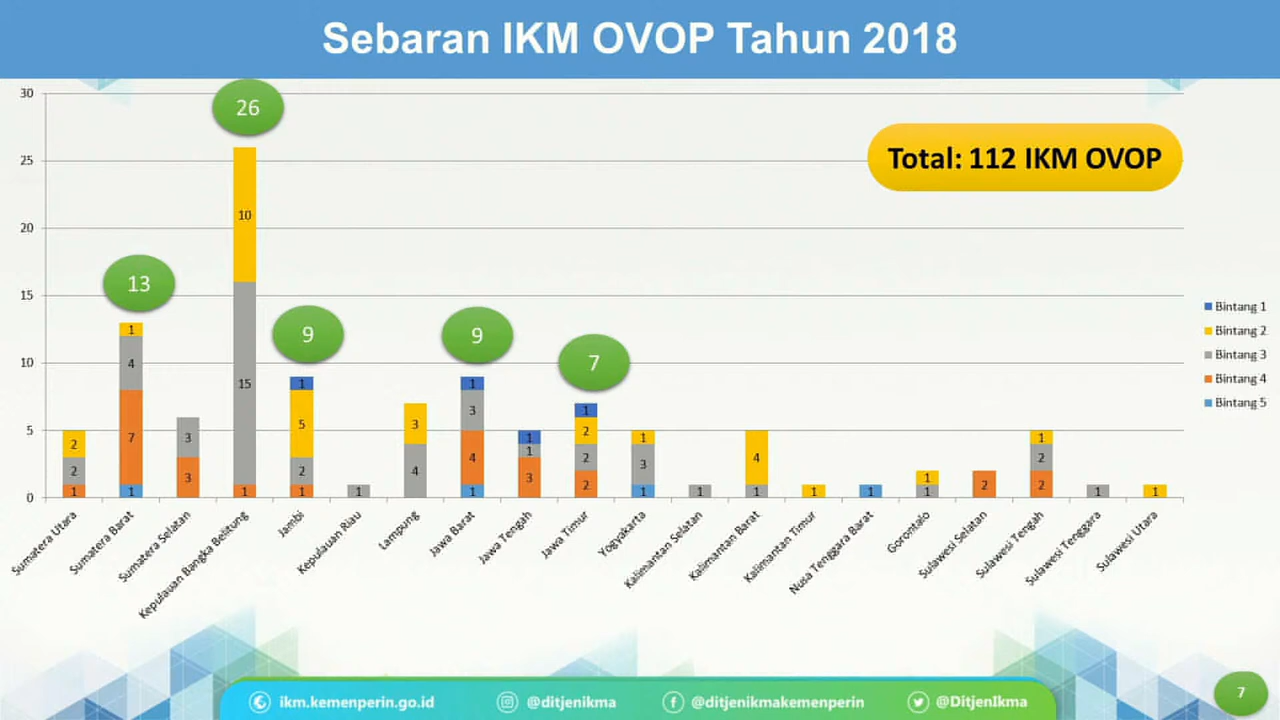 Sebaran IKM OVOP Tahun 2018
30
25
20
15
10
5
0
26
13
9
9
7
Total: 112 IKM OVOP
2
2
1
1
4
7
1
3
3
10
15
1
1
5
2
1
1
3
4
1
3
4
1
1
1
3
1
2
2
2
1
3
1
1
4
1
1
1
1
1
2
1
2
2
1
1
Bintang 1
Bintang 2
Bintang 3
Bintang 4
Bintang 5
Sumatera Utara
Sumatera Barat
Sumatera Selatan
Kepulauan Bangka Belitung
Jambi
Kepulauan Riau
Lampung
Jawa Barat
Jawa Tengah
Jawa Timur
Yogyakarta
Kalimantan Selatan
Kalimantan Barat
Kalimantan Timur
Nusa Tenggara Barat
Gorontalo
Sulawesi Selatan
Sulawesi Tengah
Sulawesi Tenggara
Sulawesi Utara
ikm.kemenperin.go.id
@ditjenikma
@ditjenikmakemenperin
@DitjenIkma
7